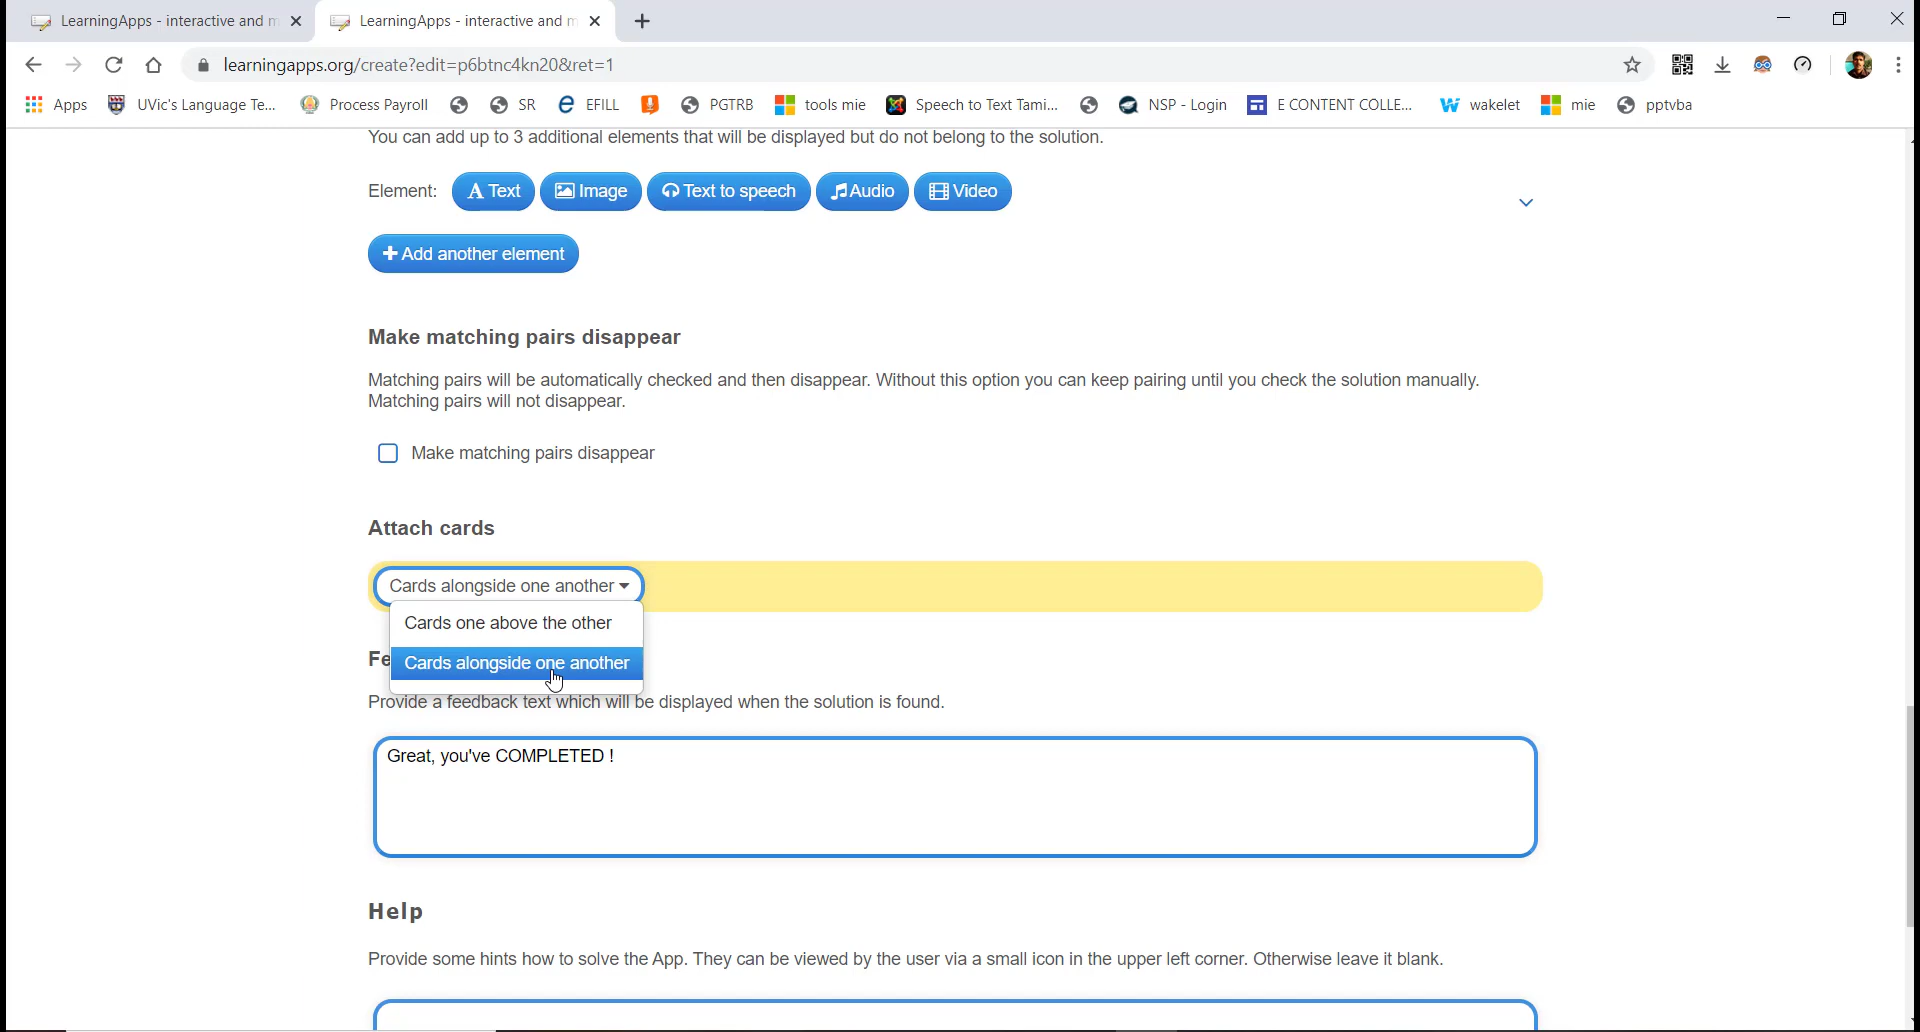 LearningApps - interactive and m
LearningApps - interactive and m
learningapps.org/create?edit=p6btnc4kn20&ret=1
Apps UVic's Language Te... Process Payroll SR EFILL PGTRB tools mie Speech to Text Tami... NSP - Login E CONTENT COLLE... wakelet mie pptvba
You can add up to 3 additional elements that will be displayed but do not belong to the solution.
Element: A Text Image Text to speech Audio Video
+ Add another element
Make matching pairs disappear
Matching pairs will be automatically checked and then disappear. Without this option you can keep pairing until you check the solution manually.
Matching pairs will not disappear.
Make matching pairs disappear
Attach cards
Cards alongside one another
Cards one above the other
Cards alongside one another
Fe
Provide a feedback text which will be displayed when the solution is found.
Great, you've COMPLETED !
Help
Provide some hints how to solve the App. They can be viewed by the user via a small icon in the upper left corner. Otherwise leave it blank.